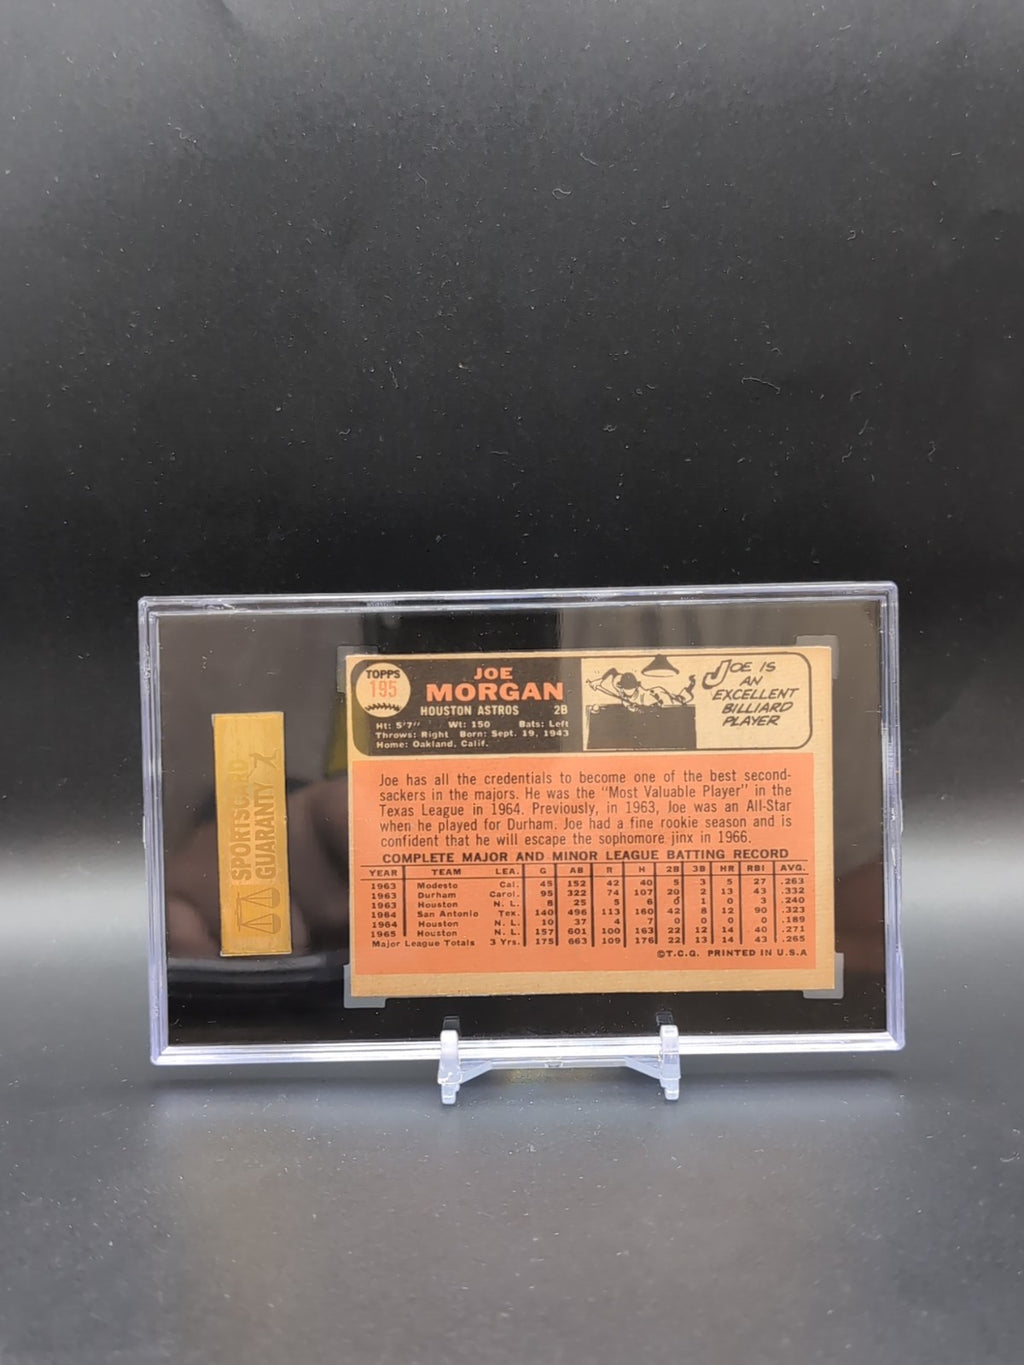 SPORTSCARD
GUARANTY
TOPPS
195
JOE
MORGAN
HOUSTON ASTROS 2B
Ht: 5'7" Wt: 150 Bats: Left
Throws: Right Born: Sept. 19, 1943
Home: Oakland, Calif.
JOE IS
AN
EXCELLENT
BILLIARD
PLAYER
Joe has all the credentials to become one of the best second-
sackers in the majors. He was the "Most Valuable Player" in the
Texas League in 1964. Previously, in 1963, Joe was an All-Star
when he played for Durham. Joe had a fine rookie season and is
confident that he will escape the sophomore jinx in 1966.
COMPLETE MAJOR AND MINOR LEAGUE BATTING RECORD
YEAR TEAM LEA. G AB R H 2B 3B HR RBI AVG.
1963 Modesto Cal. 45 152 42 40 5 3 5 27 .263
1963 Durham Carol. 95 322 74 107 20 2 13 43 .332
1963 Houston N. L. 8 25 5 6 0 1 0 3 .240
1964 San Antonio Tex. 140 496 113 160 42 8 12 90 .323
1964 Houston N. L. 10 37 4 7 0 0 0 0 .189
1965 Houston N. L. 157 601 100 163 22 12 14 40 .271
Major League Totals 3 Yrs. 175 663 109 176 22 13 14 43 .265
©T.C.G. PRINTED IN U.S.A